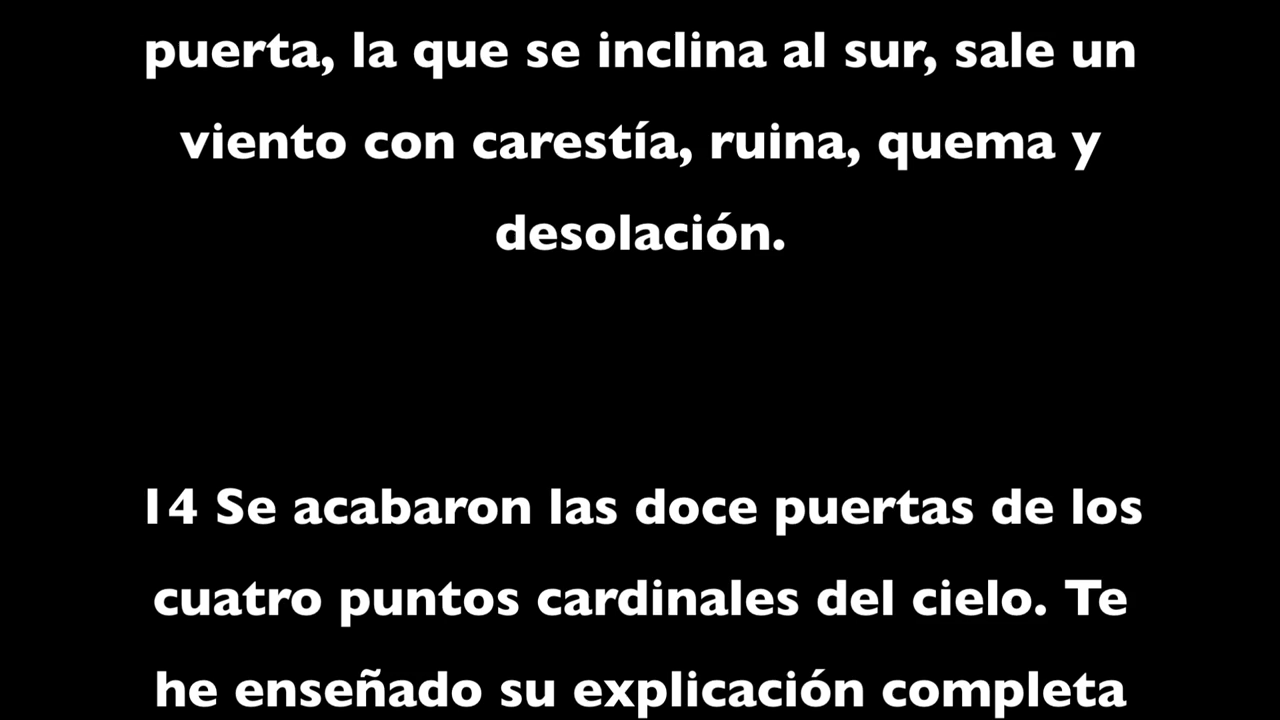 puerta, la que se inclina al sur, sale un
viento con carestía, ruina, quema y
desolación.
14 Se acabaron las doce puertas de los
cuatro puntos cardinales del cielo. Te
he enseñado su explicación completa